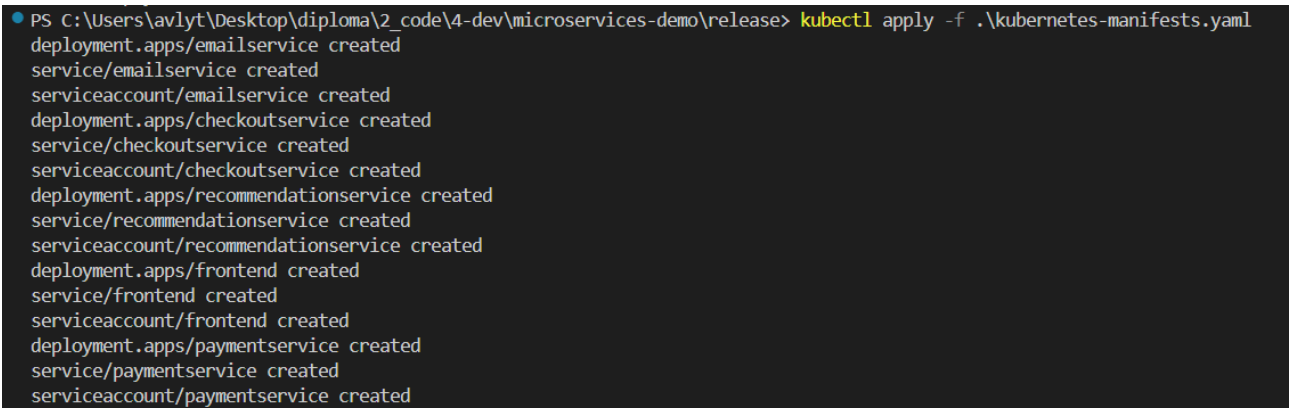 PS C:\Users\avlyt\Desktop\diploma\2_code\4-dev\microservices-demo\release> kubectl apply -f .\kubernetes-manifests.yaml
deployment.apps/emailservice created
service/emailservice created
serviceaccount/emailservice created
deployment.apps/checkoutservice created
service/checkoutservice created
serviceaccount/checkoutservice created
deployment.apps/recommendationservice created
service/recommendationservice created
serviceaccount/recommendationservice created
deployment.apps/frontend created
service/frontend created
serviceaccount/frontend created
deployment.apps/paymentservice created
service/paymentservice created
serviceaccount/paymentservice created